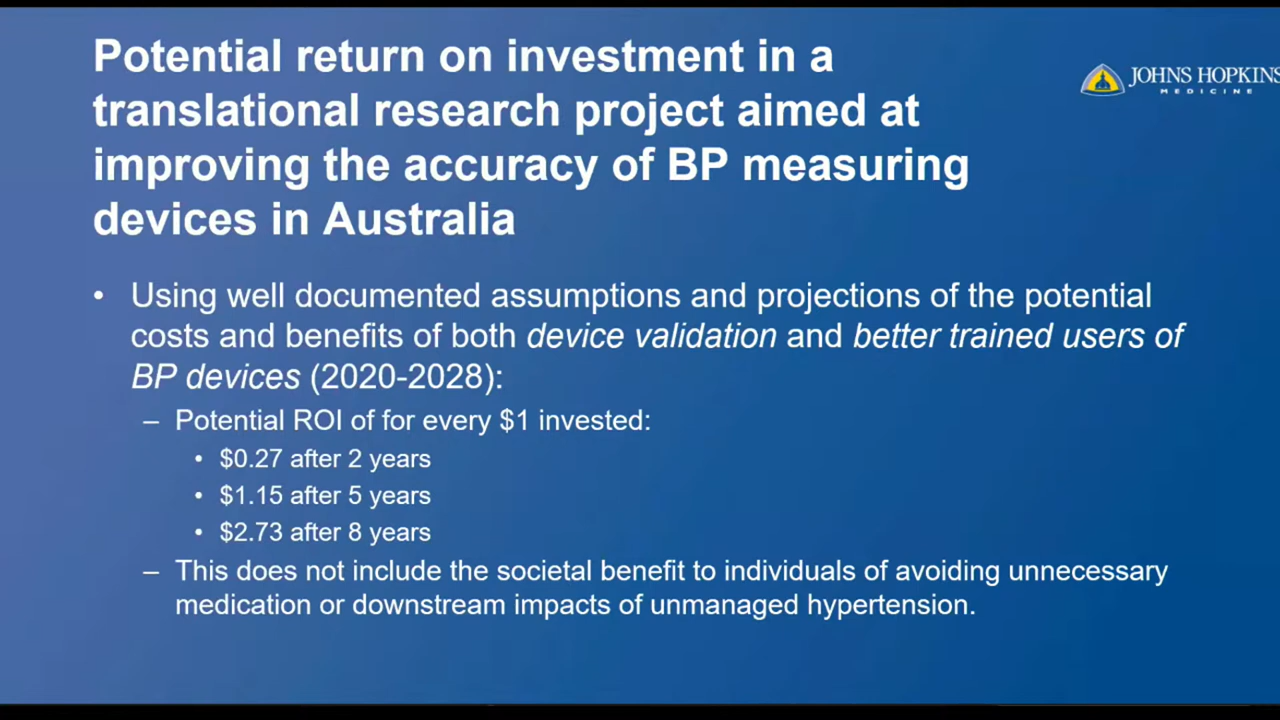 Potential return on investment in a
translational research project aimed at
improving the accuracy of BP measuring
devices in Australia
JOHNS HOPKINS
MEDICINE
• Using well documented assumptions and projections of the potential
costs and benefits of both device validation and better trained users of
BP devices (2020-2028):
– Potential ROI of for every $1 invested:
• $0.27 after 2 years
• $1.15 after 5 years
• $2.73 after 8 years
– This does not include the societal benefit to individuals of avoiding unnecessary
medication or downstream impacts of unmanaged hypertension.